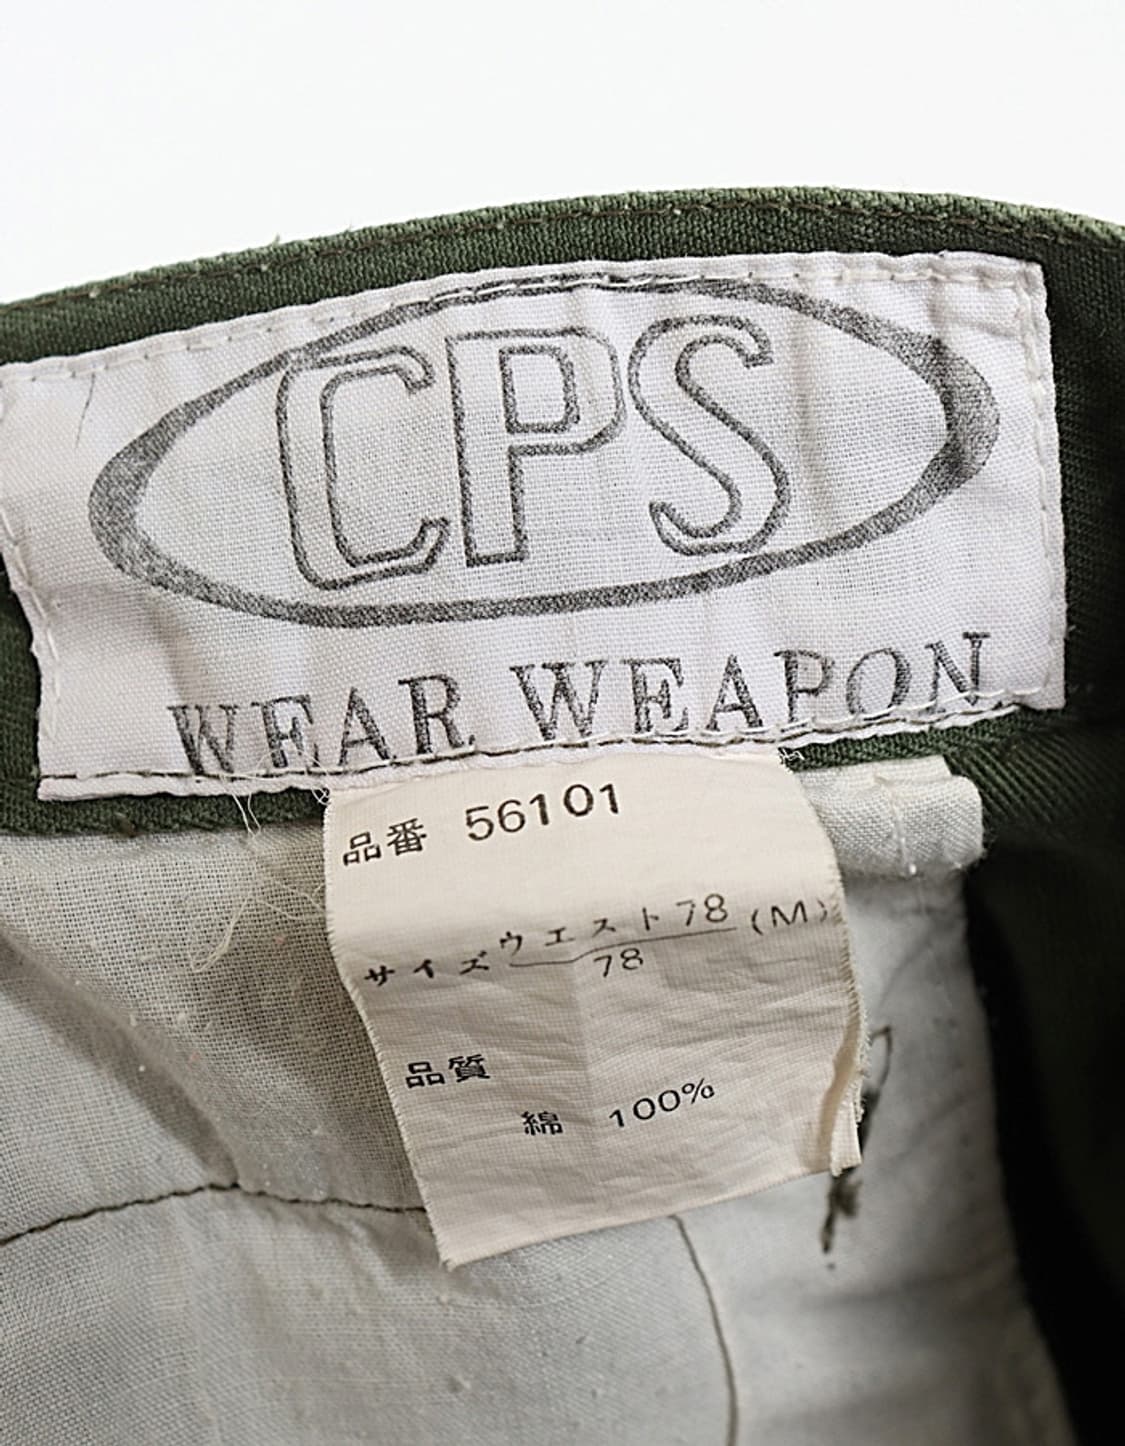 CPS
WEAR WEAPON
品番 56101
サイズ ウエスト78 (M)
78
品質
綿 100%